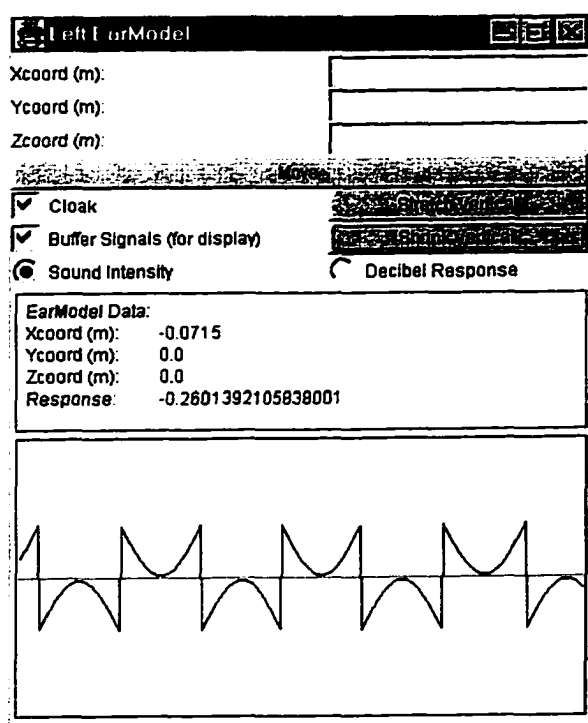 Left EarModel
Xcoord (m):
Ycoord (m):
Zcoord (m):
Move
Cloak
Buffer Signals (for display)
Sound Intensity Decibel Response
EarModel Data:
Xcoord (m): -0.0715
Ycoord (m): 0.0
Zcoord (m): 0.0
Response: -0.2601392105838001